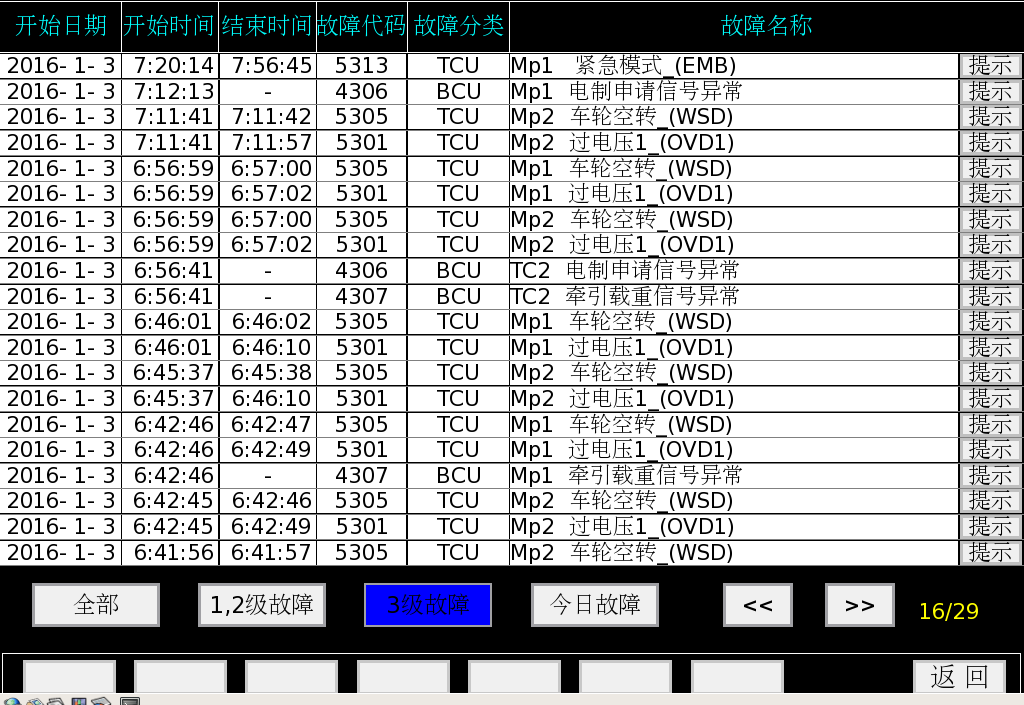 开始日期 开始时间 结束时间 故障代码 故障分类 故障名称
2016- 1- 3 7:20:14 7:56:45 5313 TCU Mp1 紧急模式_(EMB) 提示
2016- 1- 3 7:12:13 - 4306 BCU Mp1 电制申请信号异常 提示
2016- 1- 3 7:11:41 7:11:42 5305 TCU Mp2 车轮空转_(WSD) 提示
2016- 1- 3 7:11:41 7:11:57 5301 TCU Mp2 过电压1_(OVD1) 提示
2016- 1- 3 6:56:59 6:57:00 5305 TCU Mp1 车轮空转_(WSD) 提示
2016- 1- 3 6:56:59 6:57:02 5301 TCU Mp1 过电压1_(OVD1) 提示
2016- 1- 3 6:56:59 6:57:00 5305 TCU Mp2 车轮空转_(WSD) 提示
2016- 1- 3 6:56:59 6:57:02 5301 TCU Mp2 过电压1_(OVD1) 提示
2016- 1- 3 6:56:41 - 4306 BCU TC2 电制申请信号异常 提示
2016- 1- 3 6:56:41 - 4307 BCU TC2 牵引载重信号异常 提示
2016- 1- 3 6:46:01 6:46:02 5305 TCU Mp1 车轮空转_(WSD) 提示
2016- 1- 3 6:46:01 6:46:10 5301 TCU Mp1 过电压1_(OVD1) 提示
2016- 1- 3 6:45:37 6:45:38 5305 TCU Mp2 车轮空转_(WSD) 提示
2016- 1- 3 6:45:37 6:46:10 5301 TCU Mp2 过电压1_(OVD1) 提示
2016- 1- 3 6:42:46 6:42:47 5305 TCU Mp1 车轮空转_(WSD) 提示
2016- 1- 3 6:42:46 6:42:49 5301 TCU Mp1 过电压1_(OVD1) 提示
2016- 1- 3 6:42:46 - 4307 BCU Mp1 牵引载重信号异常 提示
2016- 1- 3 6:42:45 6:42:46 5305 TCU Mp2 车轮空转_(WSD) 提示
2016- 1- 3 6:42:45 6:42:49 5301 TCU Mp2 过电压1_(OVD1) 提示
2016- 1- 3 6:41:56 6:41:57 5305 TCU Mp2 车轮空转_(WSD) 提示
全部 1,2级故障 3级故障 今日故障 << >> 16/29
返 回